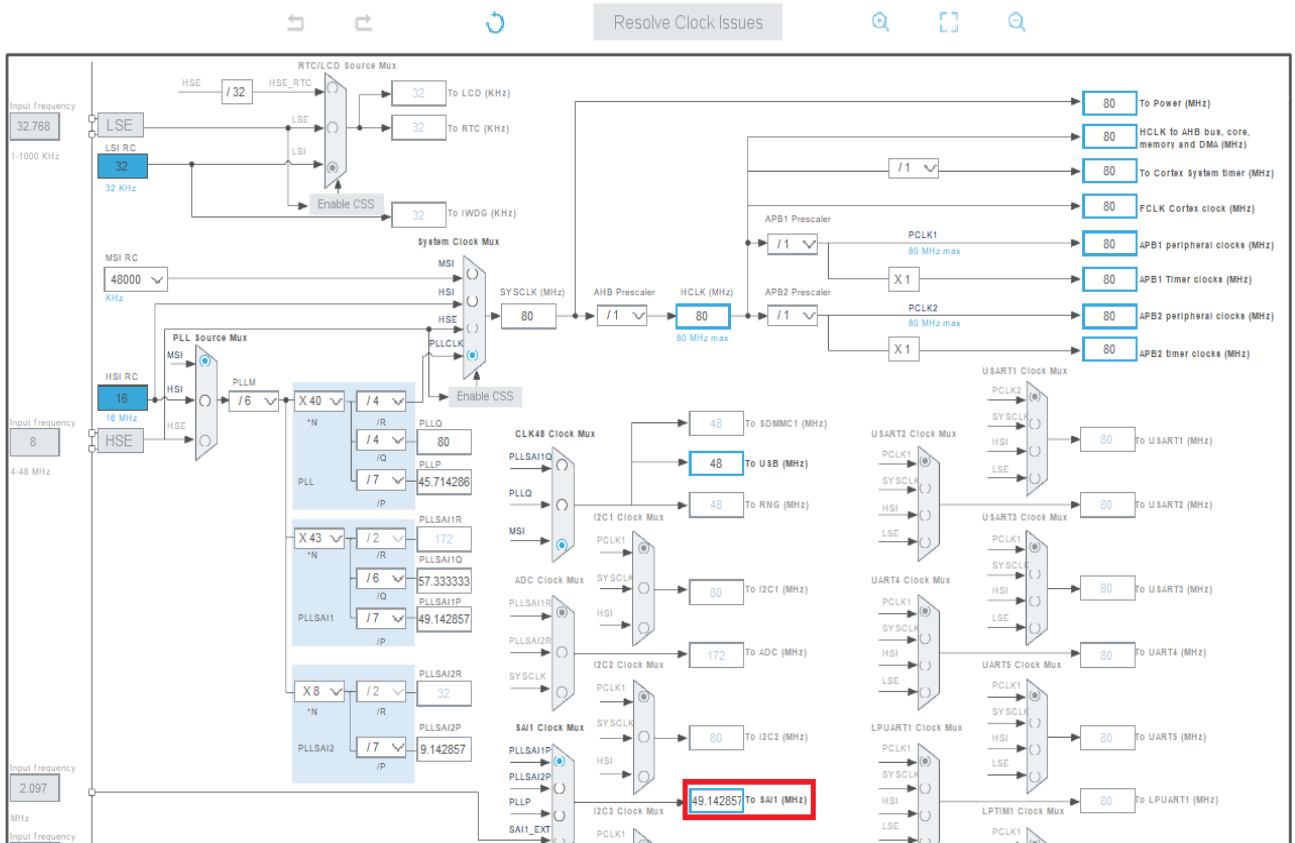 Resolve Clock Issues
RTC/LCD Source Mux
HSE
/ 32
HSE_RTC
32
To LCD (KHz)
Input frequency
32.768
1-1000 KHz
LSE
LSE
32
To RTC (KHz)
LSI RC
32
32 KHz
LSI
Enable CSS
32
To IWDG (KHz)
80
To Power (MHz)
80
HCLK to AHB bus, core,
memory and DMA (MHz)
/ 1
80
To Cortex System timer (MHz)
80
FCLK Cortex clock (MHz)
APB1 Prescaler
/ 1
PCLK1
80 MHz max
80
APB1 peripheral clocks (MHz)
X 1
80
APB1 Timer clocks (MHz)
System Clock Mux
MSI RC
48000
KHz
MSI
HSI
HSE
PLLCLK
SYSCLK (MHz)
80
AHB Prescaler
/ 1
HCLK (MHz)
80
80 MHz max
APB2 Prescaler
/ 1
PCLK2
80 MHz max
80
APB2 peripheral clocks (MHz)
X 1
80
APB2 timer clocks (MHz)
Enable CSS
PLL Source Mux
MSI
HSI
HSE
HSI RC
16
16 MHz
Input frequency
8
4-48 MHz
HSE
PLLM
/ 6
X 40
*N
/ 4
/R
PLLQ
/ 4
80
/Q
PLLP
PLL
/ 7
45.714286
/P
PLLSAI1R
X 43
*N
/ 2
172
/R
PLLSAI1Q
/ 6
57.333333
/Q
PLLSAI1P
PLLSAI1
/ 7
49.142857
/P
PLLSAI2R
X 8
*N
/ 2
32
/R
PLLSAI2P
PLLSAI2
/ 7
9.142857
/P
Input frequency
2.097
MHz
Input frequency
CLK48 Clock Mux
PLLSAI1Q
PLLQ
MSI
48
To SDMMC1 (MHz)
48
To USB (MHz)
48
To RNG (MHz)
I2C1 Clock Mux
PCLK1
SYSCLK
HSI
80
To I2C1 (MHz)
ADC Clock Mux
PLLSAI1R
PLLSAI2R
SYSCLK
172
To ADC (MHz)
I2C2 Clock Mux
PCLK1
SYSCLK
HSI
80
To I2C2 (MHz)
SAI1 Clock Mux
PLLSAI1P
PLLSAI2P
PLLP
SAI1_EXT
49.142857
To SAI1 (MHz)
I2C3 Clock Mux
PCLK1
USART1 Clock Mux
PCLK2
SYSCLK
HSI
LSE
80
To USART1 (MHz)
USART2 Clock Mux
PCLK1
SYSCLK
HSI
LSE
80
To USART2 (MHz)
USART3 Clock Mux
PCLK1
SYSCLK
HSI
LSE
80
To USART3 (MHz)
UART4 Clock Mux
PCLK1
SYSCLK
HSI
LSE
80
To UART4 (MHz)
UART5 Clock Mux
PCLK1
SYSCLK
HSI
LSE
80
To UART5 (MHz)
LPUART1 Clock Mux
PCLK1
SYSCLK
HSI
LSE
80
To LPUART1 (MHz)
LPTIM1 Clock Mux
PCLK1